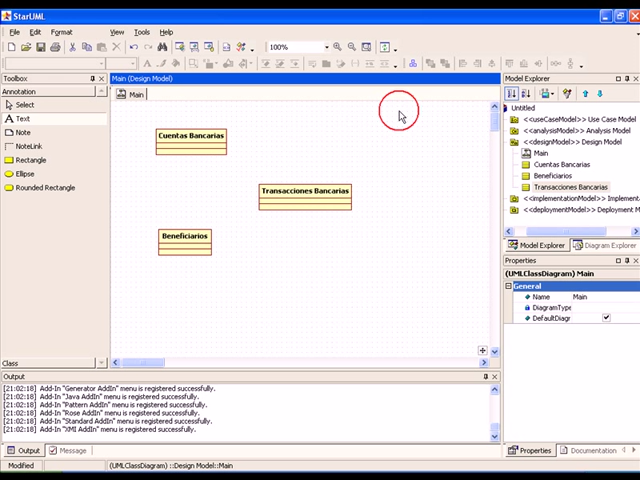 StarUML
File Edit Format View Tools Help
100%
Toolbox
Main (Design Model)
Model Explorer
Annotation
Main
Select
Text
Note
NoteLink
Rectangle
Ellipse
Rounded Rectangle
Class
Cuentas Bancarias
Transacciones Bancarias
Beneficiarios
Untitled
<<useCaseModel>> Use Case Model
<<analysisModel>> Analysis Model
<<designModel>> Design Model
Main
Cuentas Bancarias
Beneficiarios
Transacciones Bancarias
<<implementationModel>> Implementa
<<deploymentModel>> Deployment M
Model Explorer Diagram Explorer
Properties
(UMLClassDiagram) Main
General
Name Main
DiagramType
DefaultDiagr
Output
[21:02:18] Add-In "Generator AddIn" menu is registered successfully.
[21:02:18] Add-In "Java AddIn" menu is registered successfully.
[21:02:18] Add-In "Pattern AddIn" menu is registered successfully.
[21:02:18] Add-In "Rose AddIn" menu is registered successfully.
[21:02:18] Add-In "Standard AddIn" menu is registered successfully.
[21:02:18] Add-In "XMI AddIn" menu is registered successfully.
Output Message
Properties Documentation
Modified (UMLClassDiagram) ::Design Model::Main